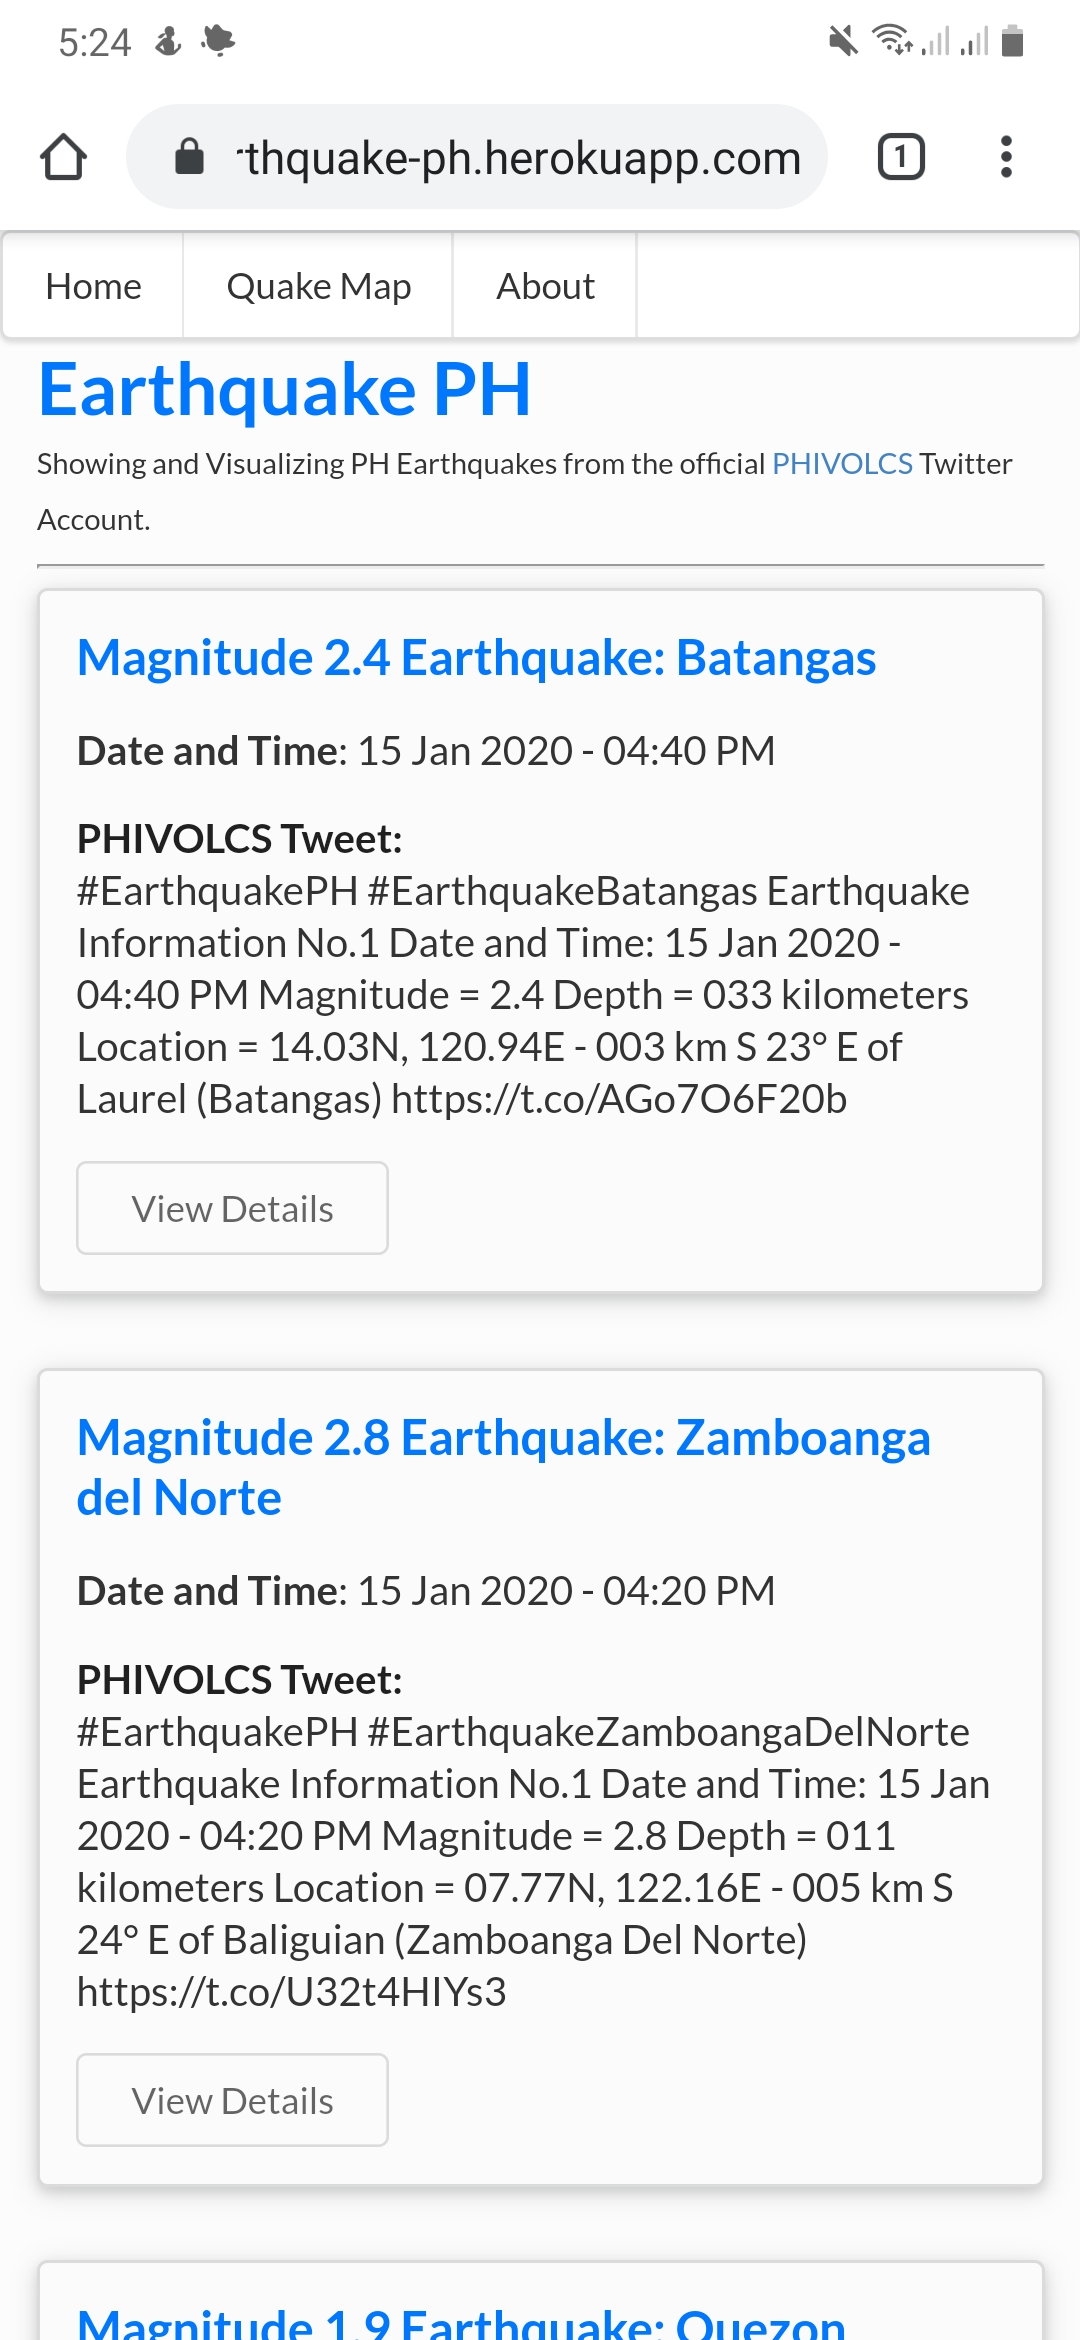 5:24
rthquake-ph.herokuapp.com
1
Home
Quake Map
About
Earthquake PH
Showing and Visualizing PH Earthquakes from the official PHIVOLCS Twitter
Account.
Magnitude 2.4 Earthquake: Batangas
Date and Time: 15 Jan 2020 - 04:40 PM
PHIVOLCS Tweet:
#EarthquakePH #EarthquakeBatangas Earthquake
Information No.1 Date and Time: 15 Jan 2020 -
04:40 PM Magnitude = 2.4 Depth = 033 kilometers
Location = 14.03N, 120.94E - 003 km S 23° E of
Laurel (Batangas) https://t.co/AGo7O6F20b
View Details
Magnitude 2.8 Earthquake: Zamboanga
del Norte
Date and Time: 15 Jan 2020 - 04:20 PM
PHIVOLCS Tweet:
#EarthquakePH #EarthquakeZamboangaDelNorte
Earthquake Information No.1 Date and Time: 15 Jan
2020 - 04:20 PM Magnitude = 2.8 Depth = 011
kilometers Location = 07.77N, 122.16E - 005 km S
24° E of Baliguian (Zamboanga Del Norte)
https://t.co/U32t4HIYs3
View Details
Magnitude 1.9 Earthquake: Quezon